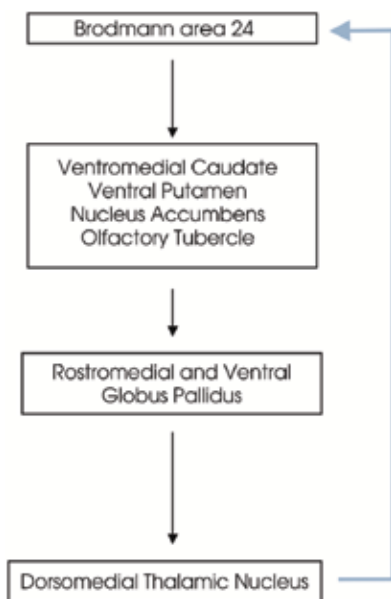 Brodmann area 24
Ventromedial Caudate
Ventral Putamen
Nucleus Accumbens
Olfactory Tubercle
Rostromedial and Ventral
Globus Pallidus
Dorsomedial Thalamic Nucleus